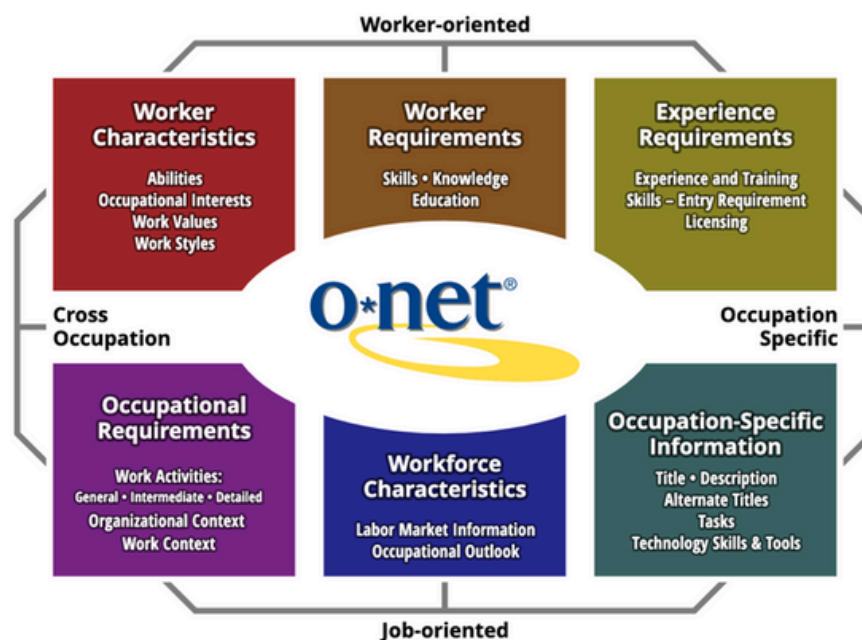 Worker-oriented
Worker
Characteristics
Abilities
Occupational Interests
Work Values
Work Styles
Worker
Requirements
Skills • Knowledge
Education
Experience
Requirements
Experience and Training
Skills – Entry Requirement
Licensing
Cross
Occupation
o*net®
Occupation
Specific
Occupational
Requirements
Work Activities:
General • Intermediate • Detailed
Organizational Context
Work Context
Workforce
Characteristics
Labor Market Information
Occupational Outlook
Occupation-Specific
Information
Title • Description
Alternate Titles
Tasks
Technology Skills & Tools
Job-oriented